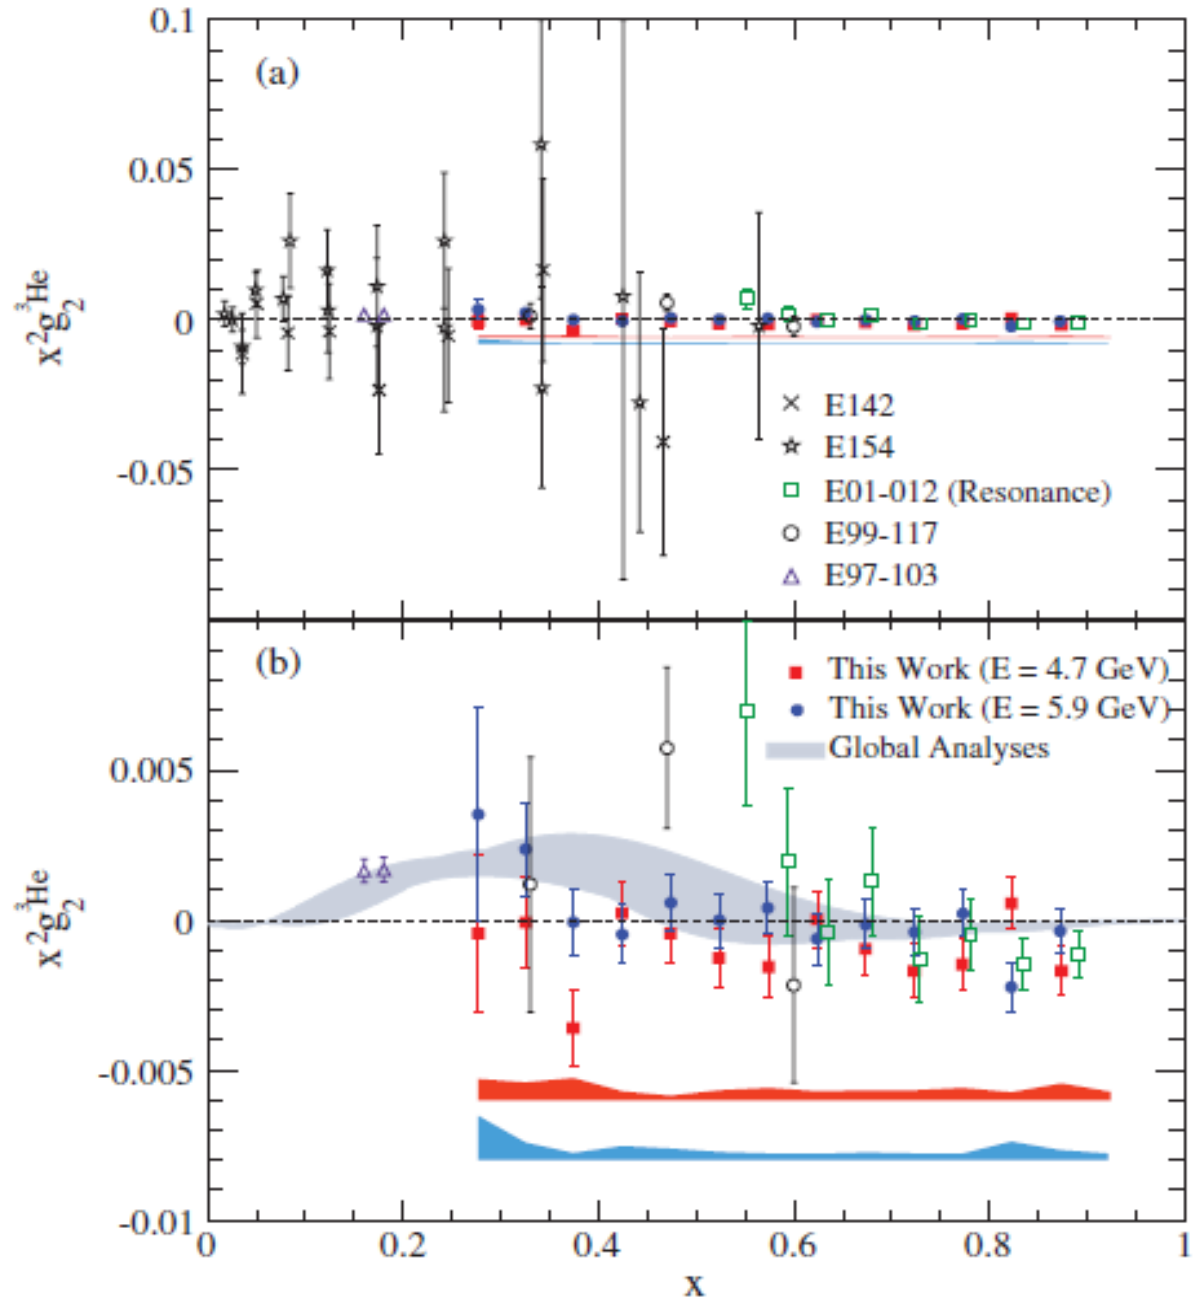 0.1
(a)
0.05
0
-0.05
x²g₂³He
E142
E154
E01-012 (Resonance)
E99-117
E97-103
(b)
This Work (E = 4.7 GeV)
This Work (E = 5.9 GeV)
Global Analyses
0.005
0
-0.005
-0.01
x²g₂³He
0 0.2 0.4 0.6 0.8 1
x